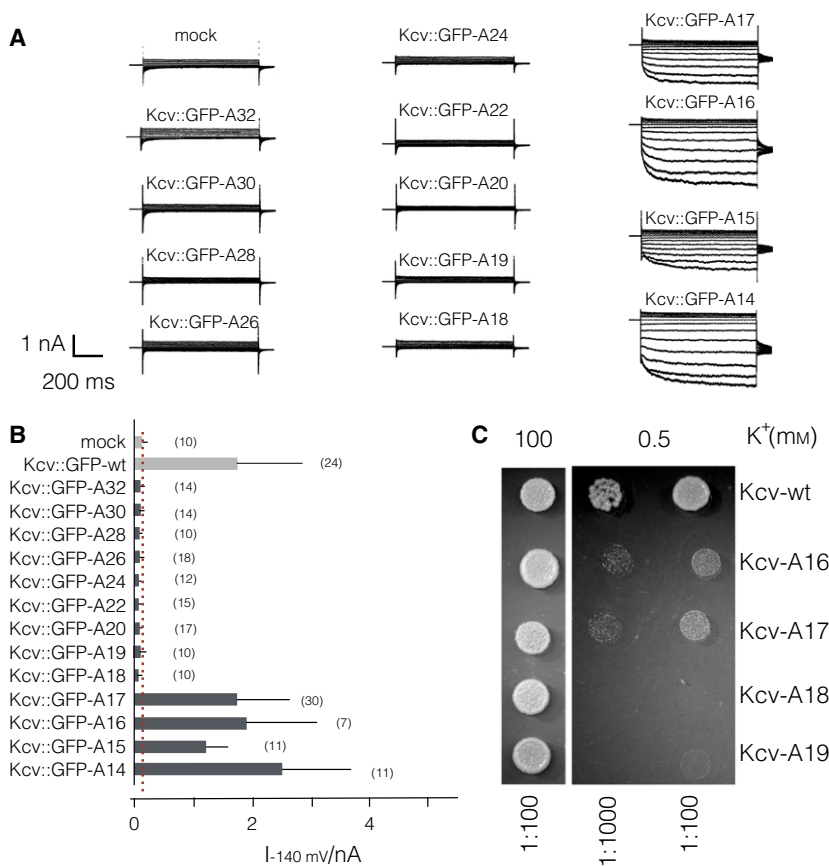 A
mock
Kcv::GFP-A24
Kcv::GFP-A17
Kcv::GFP-A32
Kcv::GFP-A22
Kcv::GFP-A16
Kcv::GFP-A30
Kcv::GFP-A20
Kcv::GFP-A15
Kcv::GFP-A28
Kcv::GFP-A19
Kcv::GFP-A14
Kcv::GFP-A26
Kcv::GFP-A18
1 nA
200 ms
B
mock (10)
Kcv::GFP-wt (24)
Kcv::GFP-A32 (14)
Kcv::GFP-A30 (14)
Kcv::GFP-A28 (10)
Kcv::GFP-A26 (18)
Kcv::GFP-A24 (12)
Kcv::GFP-A22 (15)
Kcv::GFP-A20 (17)
Kcv::GFP-A19 (10)
Kcv::GFP-A18 (10)
Kcv::GFP-A17 (30)
Kcv::GFP-A16 (7)
Kcv::GFP-A15 (11)
Kcv::GFP-A14 (11)
0 2 4
I-140 mV/nA
C
100 0.5 K+(mM)
Kcv-wt
Kcv-A16
Kcv-A17
Kcv-A18
Kcv-A19
1:100 1:1000 1:100